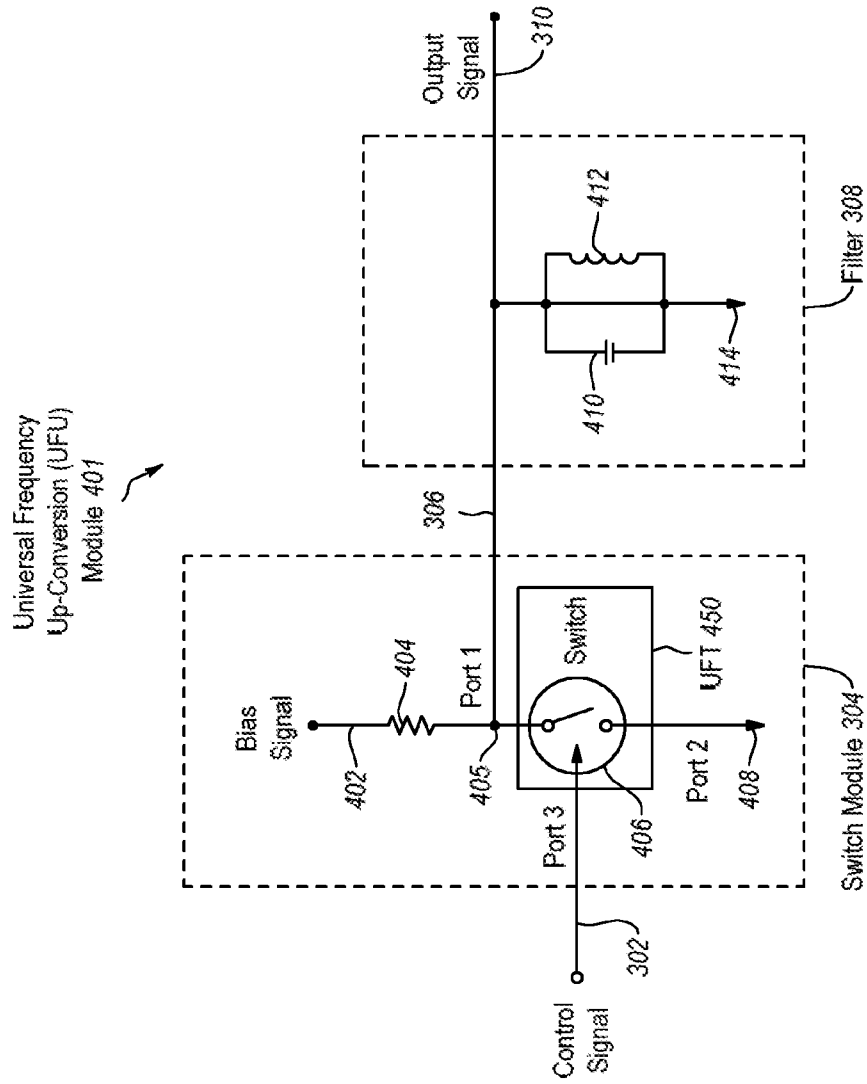 Universal Frequency
Up-Conversion (UFU)
Module 401
Bias
Signal
402
404
Port 1
405
Switch
Port 3
406
Port 2
408
UFT 450
Switch Module 304
Control
Signal
302
306
410
412
414
Filter 308
Output
Signal
310